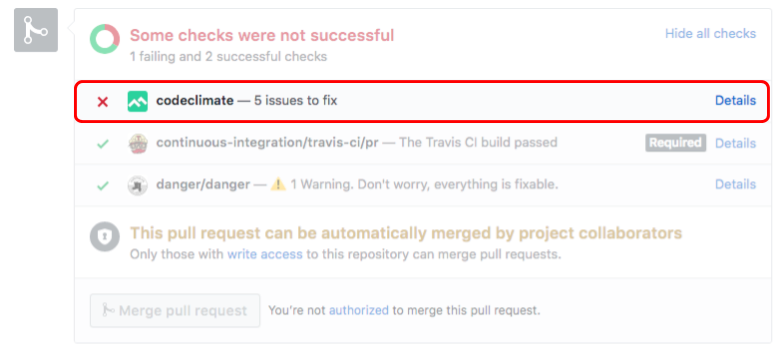 Some checks were not successful
Hide all checks
1 failing and 2 successful checks
codeclimate — 5 issues to fix
Details
continuous-integration/travis-ci/pr — The Travis CI build passed
Required
Details
danger/danger — ⚠️ 1 Warning. Don't worry, everything is fixable.
Details
This pull request can be automatically merged by project collaborators
Only those with write access to this repository can merge pull requests.
Merge pull request
You're not authorized to merge this pull request.